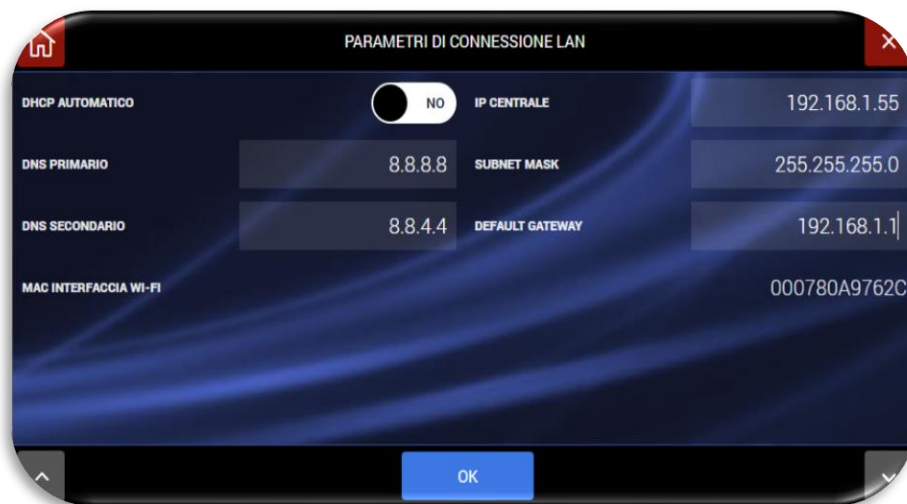 PARAMETRI DI CONNESSIONE LAN
DHCP AUTOMATICO NO IP CENTRALE 192.168.1.55
DNS PRIMARIO 8.8.8.8 SUBNET MASK 255.255.255.0
DNS SECONDARIO 8.8.4.4 DEFAULT GATEWAY 192.168.1.1
MAC INTERFACCIA WI-FI 000780A9762C
OK